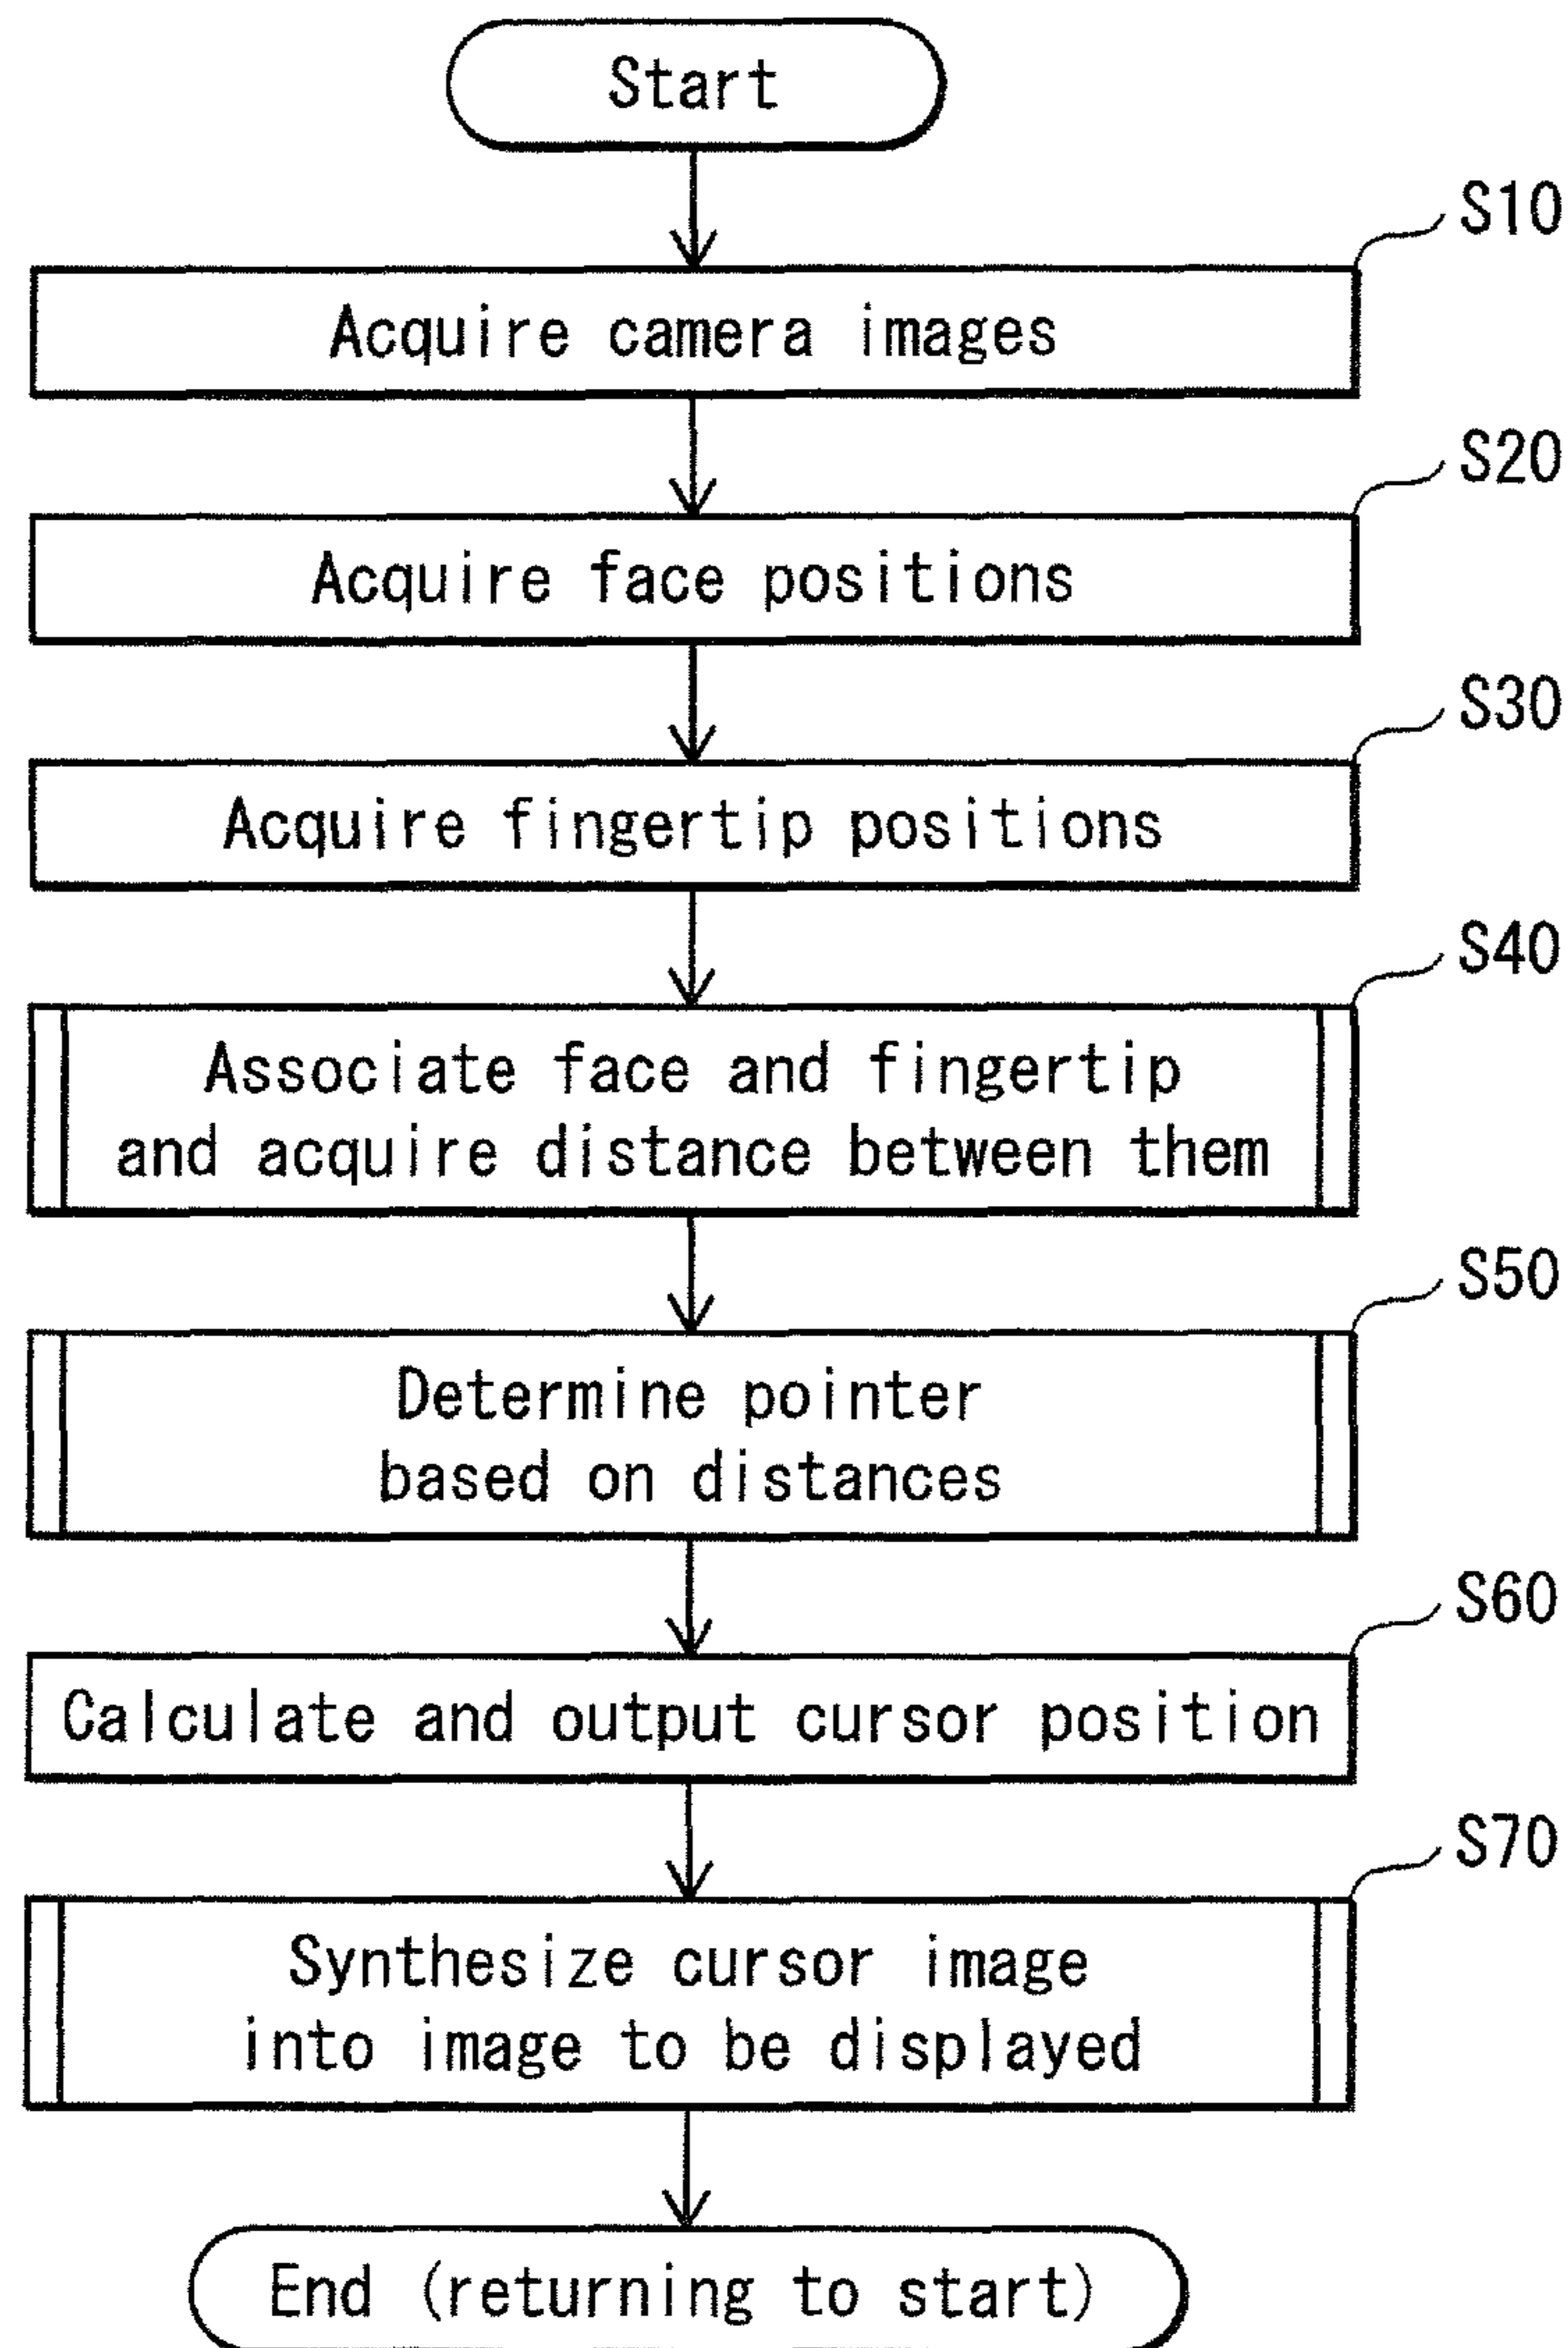 Start
S10
Acquire camera images
S20
Acquire face positions
S30
Acquire fingertip positions
S40
Associate face and fingertip
and acquire distance between them
S50
Determine pointer
based on distances
S60
Calculate and output cursor position
S70
Synthesize cursor image
into image to be displayed
End (returning to start)